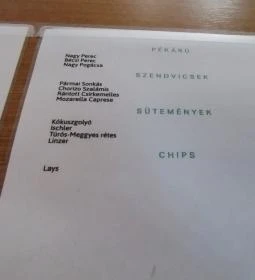 PÉKÁRU
Nagy Perec
Bécsi Perec
Nagy Pogácsa
SZENDVICSEK
Pármai Sonkás
Chorizo Szalámis
Rántott Csirkemelles
Mozarella Caprese
SÜTEMÉNYEK
Kókuszgolyó
Ischler
Túrós-Meggyes rétes
Linzer
CHIPS
Lays